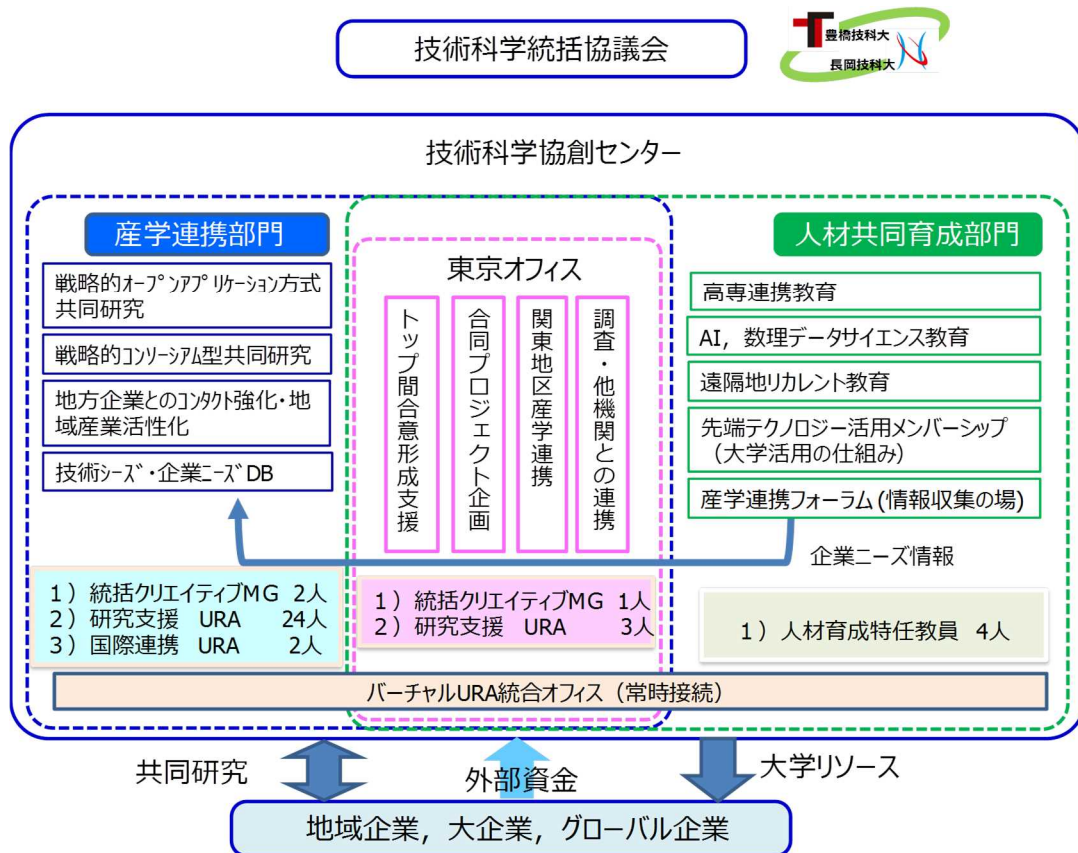 技術科学統括協議会
豊橋技科大
長岡技科大
技術科学協創センター
産学連携部門
戦略的ｵｰﾌﾟﾝｱﾌﾟﾘｹｰｼｮﾝ方式
共同研究
戦略的ｺﾝｿｰｼｱﾑ型共同研究
地方企業とのｺﾝﾀｸﾄ強化・地
域産業活性化
技術ｼｰｽﾞ・企業ﾆｰｽﾞDB
東京オフィス
トップ間合意形成支援
合同プロジェクト企画
関東地区産学連携
調査・他機関との連携
人材共同育成部門
高専連携教育
AI，数理データサイエンス教育
遠隔地リカレント教育
先端テクノロジー活用メンバーシップ
（大学活用の仕組み）
産学連携フォーラム(情報収集の場)
企業ニーズ情報
１）統括クリエイティブＭＧ 2人
２）研究支援 URA 24人
３）国際連携 URA 2人
１）統括クリエイティブMG 1人
２）研究支援 URA 3人
１）人材育成特任教員 4人
バーチャルURA統合オフィス（常時接続）
共同研究
外部資金
大学リソース
地域企業，大企業，グローバル企業